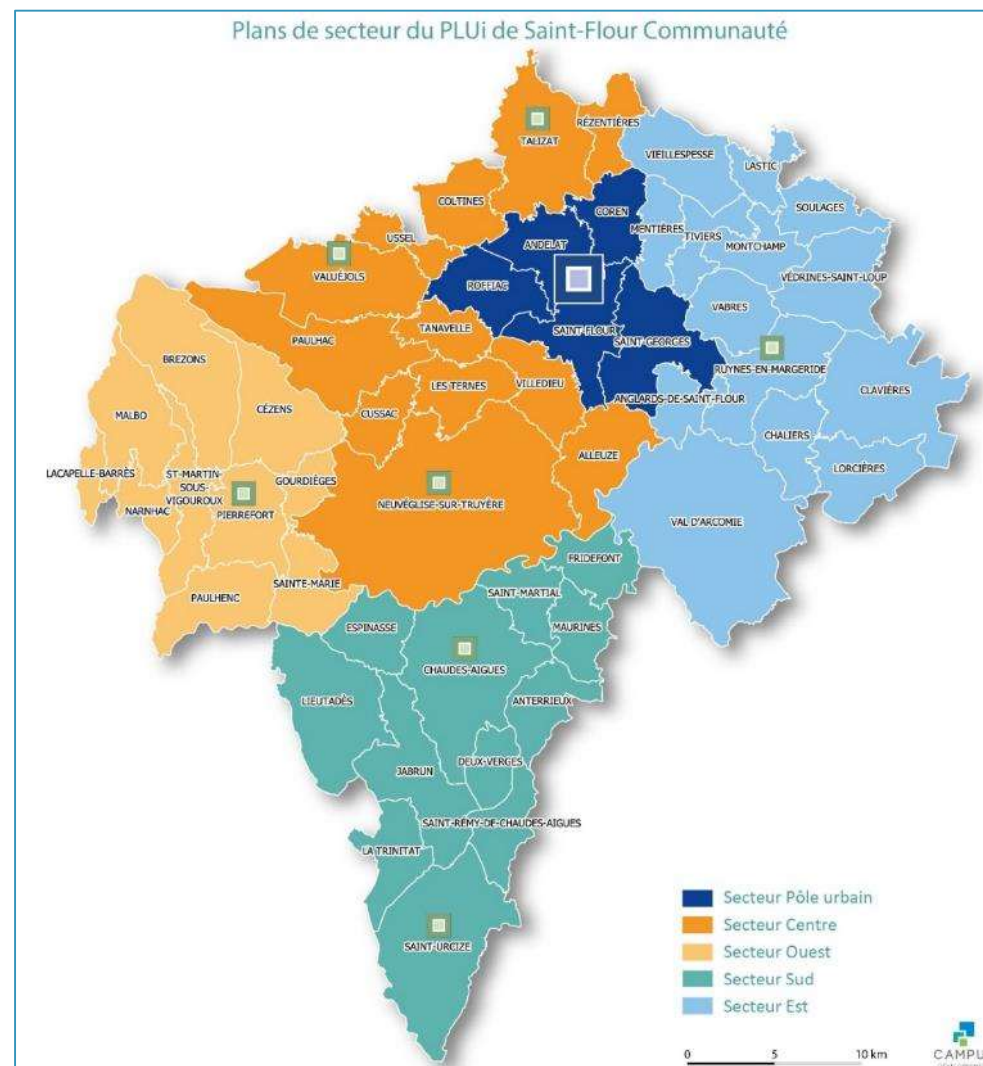 Plans de secteur du PLUi de Saint-Flour Communauté
TALIZAT
RÉZENTIÈRES
VIEILLESPESSE
LASTIC
COLTINES
COREN
SOULAGES
USSEL
ANDELAT
MENTIÈRES
TIVIERS
MONTCHAMP
VALUÉJOLS
ROFFIAC
VÉDRINES-SAINT-LOUP
VABRES
TANAVELLE
SAINT-FLOUR
SAINT-GEORGES
PAULHAC
BREZONS
RUYNES-EN-MARGERIDE
LES TERNES
VILLEDIEU
CLAVIÈRES
MALBO
CÉZENS
CUSSAC
ANGLARDS-DE-SAINT-FLOUR
CHALIERS
ALLEUZE
LACAPELLE-BARRÈS
ST-MARTIN-
SOUS-
VIGOUROUX
GOURDIÈGES
LORCIÈRES
NARNHAC
PIERREFORT
NEUVÉGLISE-SUR-TRUYÈRE
VAL D'ARCOMIE
FRIDEFONT
SAINTE-MARIE
PAULHENC
SAINT-MARTIAL
ESPINASSE
MAURINES
CHAUDES-AIGUES
LIEUTADÈS
ANTERRIEUX
DEUX-VERGES
JABRUN
SAINT-RÉMY-DE-CHAUDES-AIGUES
LA TRINITAT
SAINT-URCIZE
Secteur Pôle urbain
Secteur Centre
Secteur Ouest
Secteur Sud
Secteur Est
0 5 10 km
CAMPU